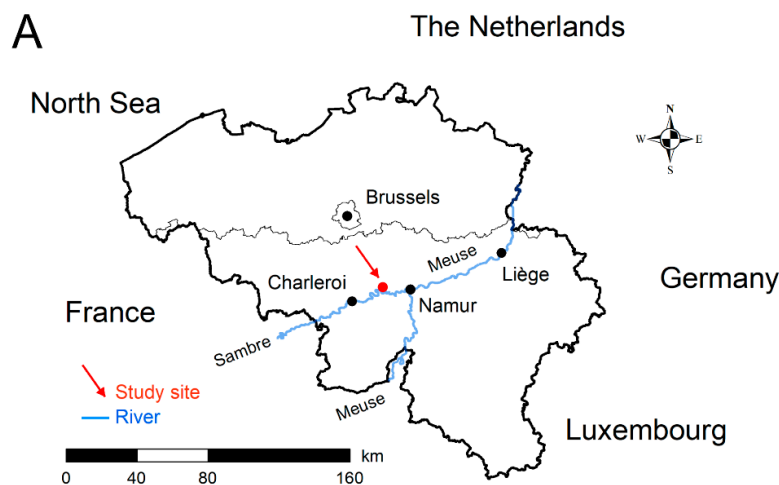 A
The Netherlands
North Sea
N
W E
S
Brussels
Meuse
Liège
Charleroi
Namur
Germany
France
Sambre
Study site
Meuse
River
Luxembourg
km
0 40 80 160